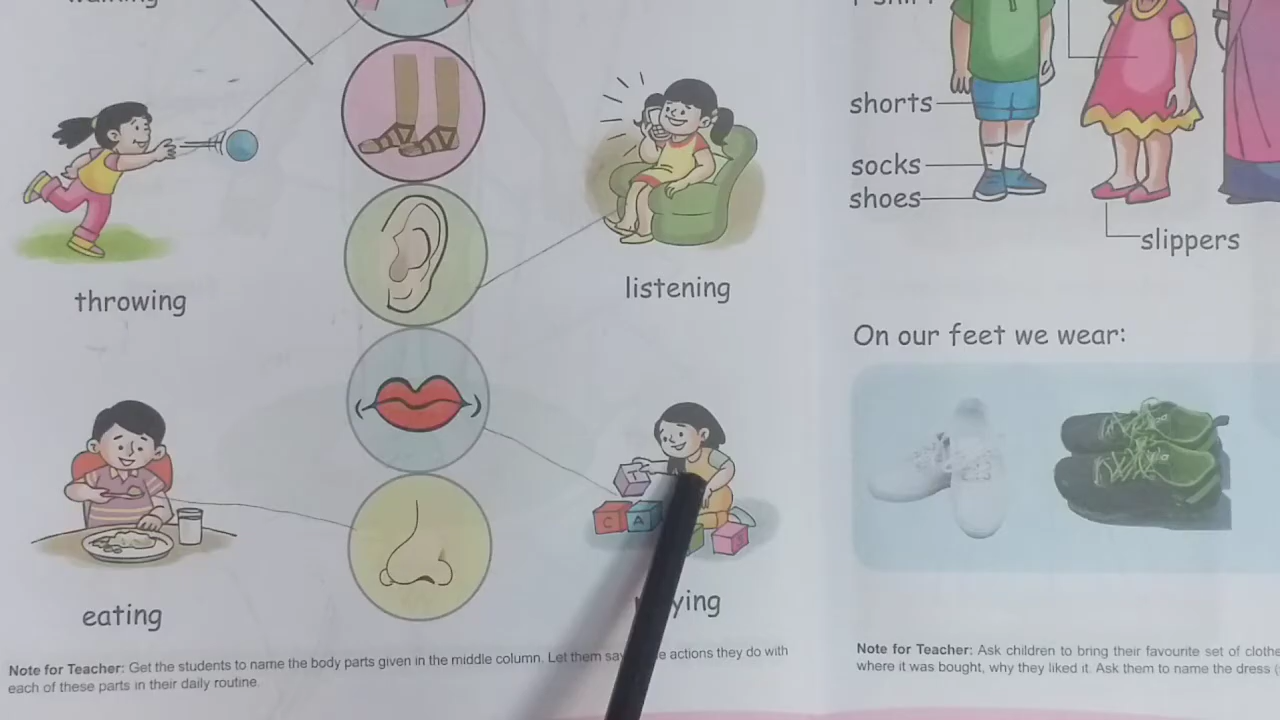 shorts
socks
shoes
slippers
throwing
listening
On our feet we wear:
C A
eating
Note for Teacher: Get the students to name the body parts given in the middle column. Let them actions they do with
each of these parts in their daily routine.
Note for Teacher: Ask children to bring their favourite set of
where it was bought, why they liked it. Ask them to name the dress